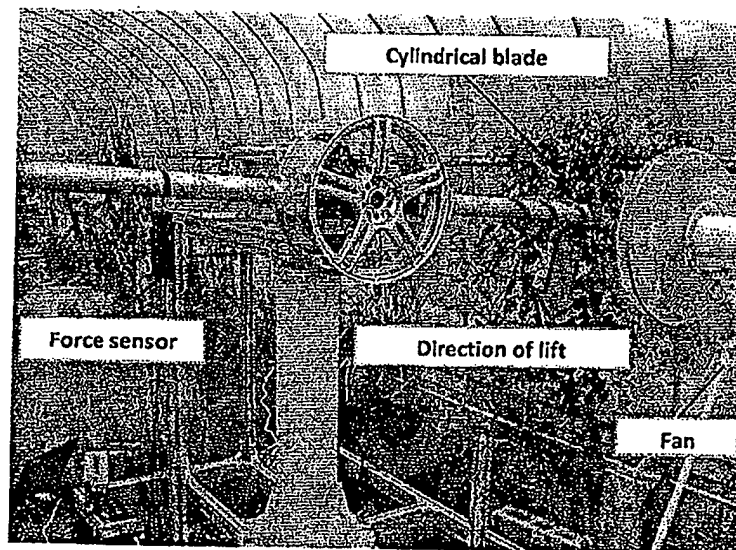 Cylindrical blade
Force sensor
Direction of lift
Fan